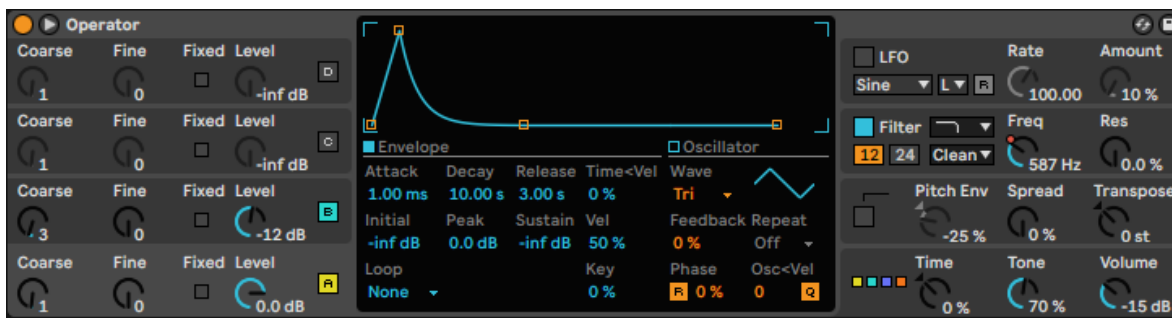 Operator
Coarse Fine Fixed Level
1 0 -inf dB D
Coarse Fine Fixed Level
1 0 -inf dB C
Coarse Fine Fixed Level
3 0 -12 dB B
Coarse Fine Fixed Level
1 0 0.0 dB A
Envelope
Attack Decay Release Time<Vel
1.00 ms 10.00 s 3.00 s 0 %
Initial Peak Sustain Vel
-inf dB 0.0 dB -inf dB 50 %
Loop Key
None 0 %
Oscillator
Wave
Tri
Feedback Repeat
0 % Off
Phase Osc<Vel
R 0 % 0 Q
LFO Rate Amount
Sine L R 100.00 10 %
Filter Freq Res
12 24 Clean 587 Hz 0.0 %
Pitch Env Spread Transpose
-25 % 0 % 0 st
Time Tone Volume
0 % 70 % -15 dB